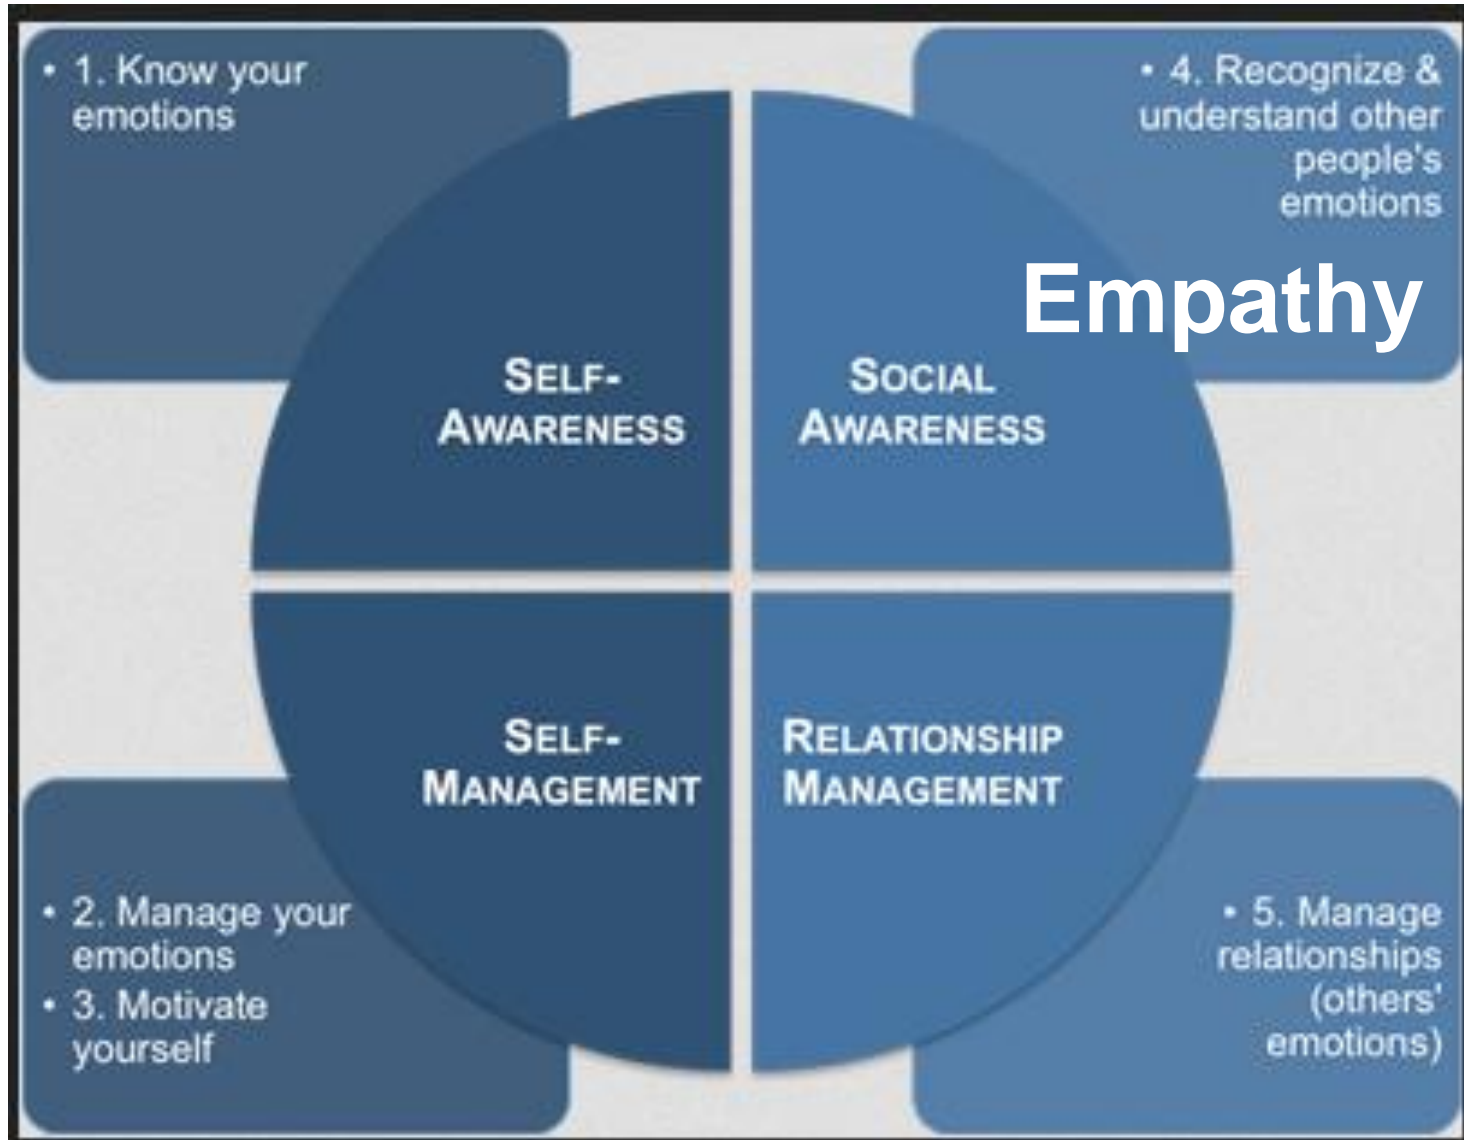 • 1. Know your
emotions
• 4. Recognize &
understand other
people's
emotions
Empathy
SELF-
AWARENESS
SOCIAL
AWARENESS
SELF-
MANAGEMENT
RELATIONSHIP
MANAGEMENT
• 2. Manage your
emotions
• 3. Motivate
yourself
• 5. Manage
relationships
(others'
emotions)